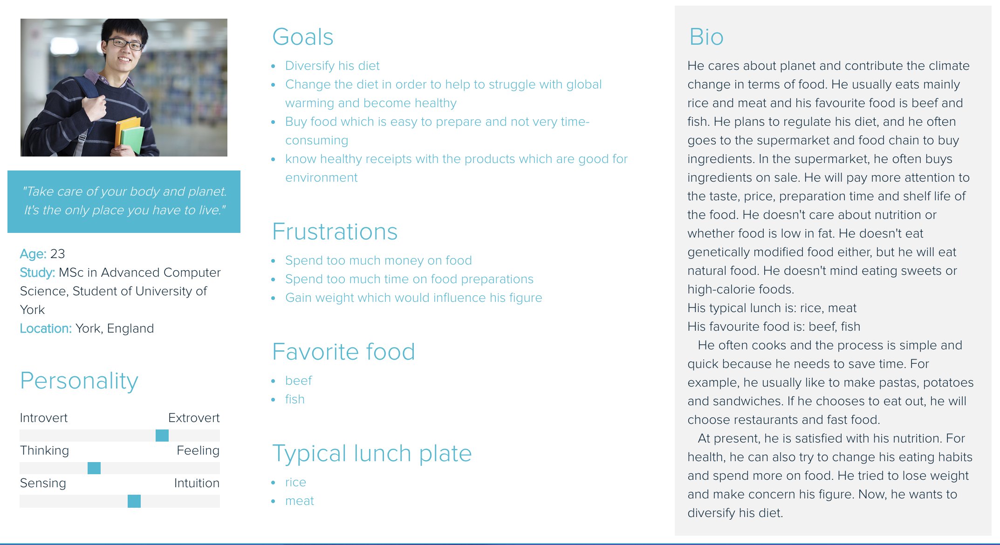 "Take care of your body and planet.
It's the only place you have to live."
Age: 23
Study: MSc in Advanced Computer
Science, Student of University of
York
Location: York, England
Personality
Introvert Extrovert
Thinking Feeling
Sensing Intuition
Goals
• Diversify his diet
• Change the diet in order to help to struggle with global
warming and become healthy
• Buy food which is easy to prepare and not very time-
consuming
• know healthy receipts with the products which are good for
environment
Frustrations
• Spend too much money on food
• Spend too much time on food preparations
• Gain weight which would influence his figure
Favorite food
• beef
• fish
Typical lunch plate
• rice
• meat
Bio
He cares about planet and contribute the climate
change in terms of food. He usually eats mainly
rice and meat and his favourite food is beef and
fish. He plans to regulate his diet, and he often
goes to the supermarket and food chain to buy
ingredients. In the supermarket, he often buys
ingredients on sale. He will pay more attention to
the taste, price, preparation time and shelf life of
the food. He doesn't care about nutrition or
whether food is low in fat. He doesn't eat
genetically modified food either, but he will eat
natural food. He doesn't mind eating sweets or
high-calorie foods.
His typical lunch is: rice, meat
His favourite food is: beef, fish
He often cooks and the process is simple and
quick because he needs to save time. For
example, he usually like to make pastas, potatoes
and sandwiches. If he chooses to eat out, he will
choose restaurants and fast food.
At present, he is satisfied with his nutrition. For
health, he can also try to change his eating habits
and spend more on food. He tried to lose weight
and make concern his figure. Now, he wants to
diversify his diet.